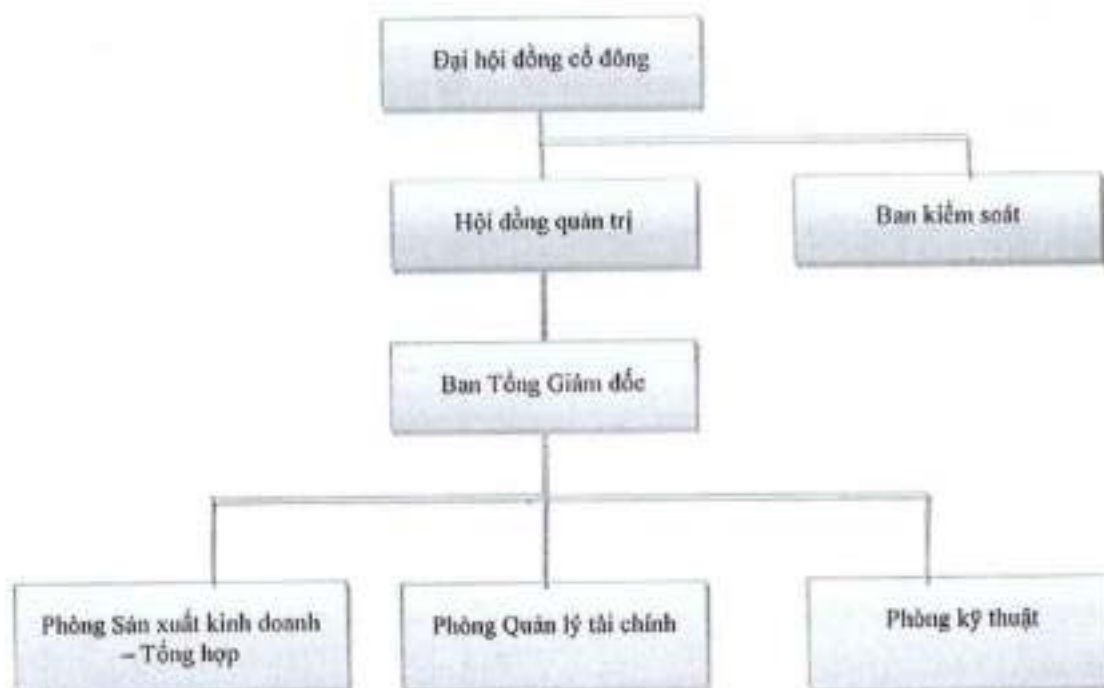 Đại hội đồng cổ đông
Hội đồng quản trị
Ban kiểm soát
Ban Tổng Giám đốc
Phòng Sản xuất kinh doanh
– Tổng hợp
Phòng Quản lý tài chính
Phòng kỹ thuật